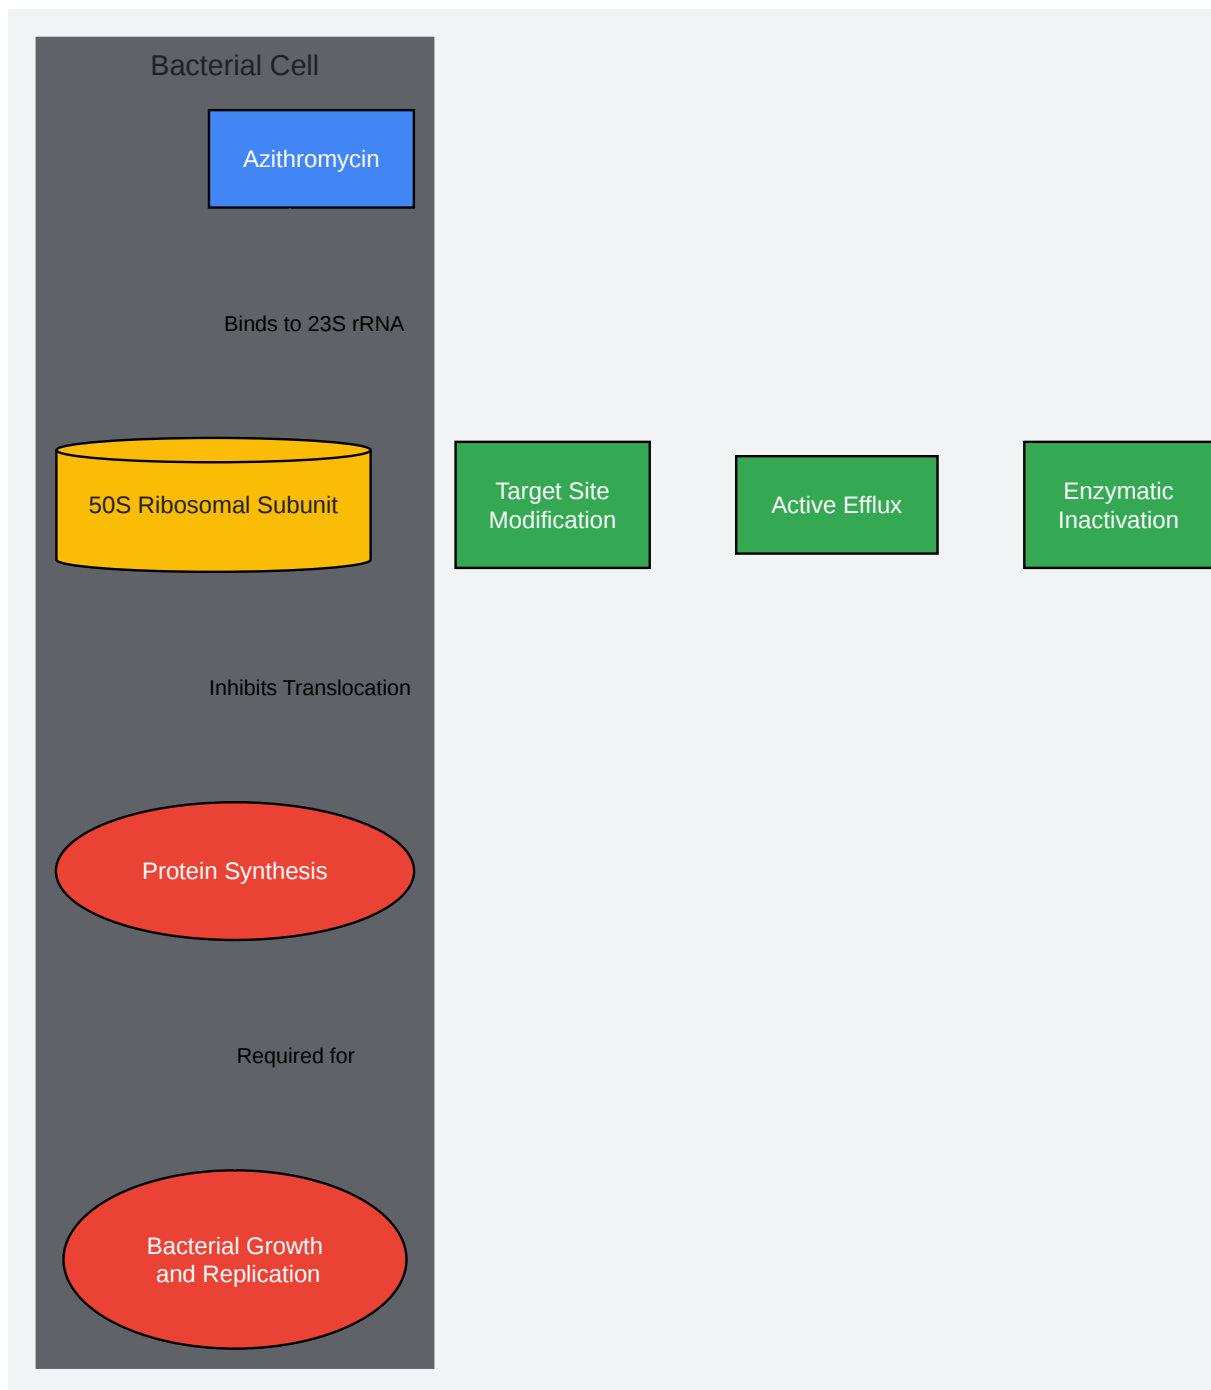 Bacterial Cell
Azithromycin
Binds to 23S rRNA
50S Ribosomal Subunit
Target Site
Modification
Active Efflux
Enzymatic
Inactivation
Inhibits Translocation
Protein Synthesis
Required for
Bacterial Growth
and Replication